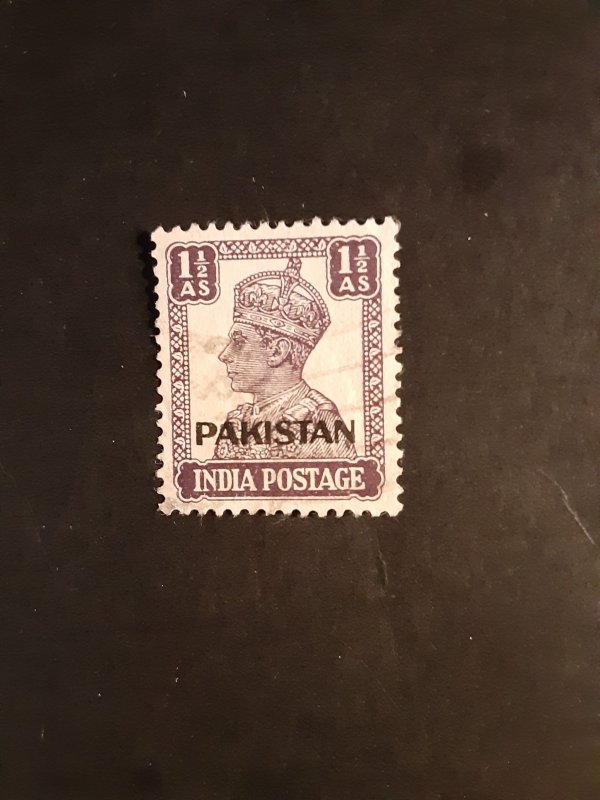 1½ 1½
AS AS
PAKISTAN
INDIA POSTAGE